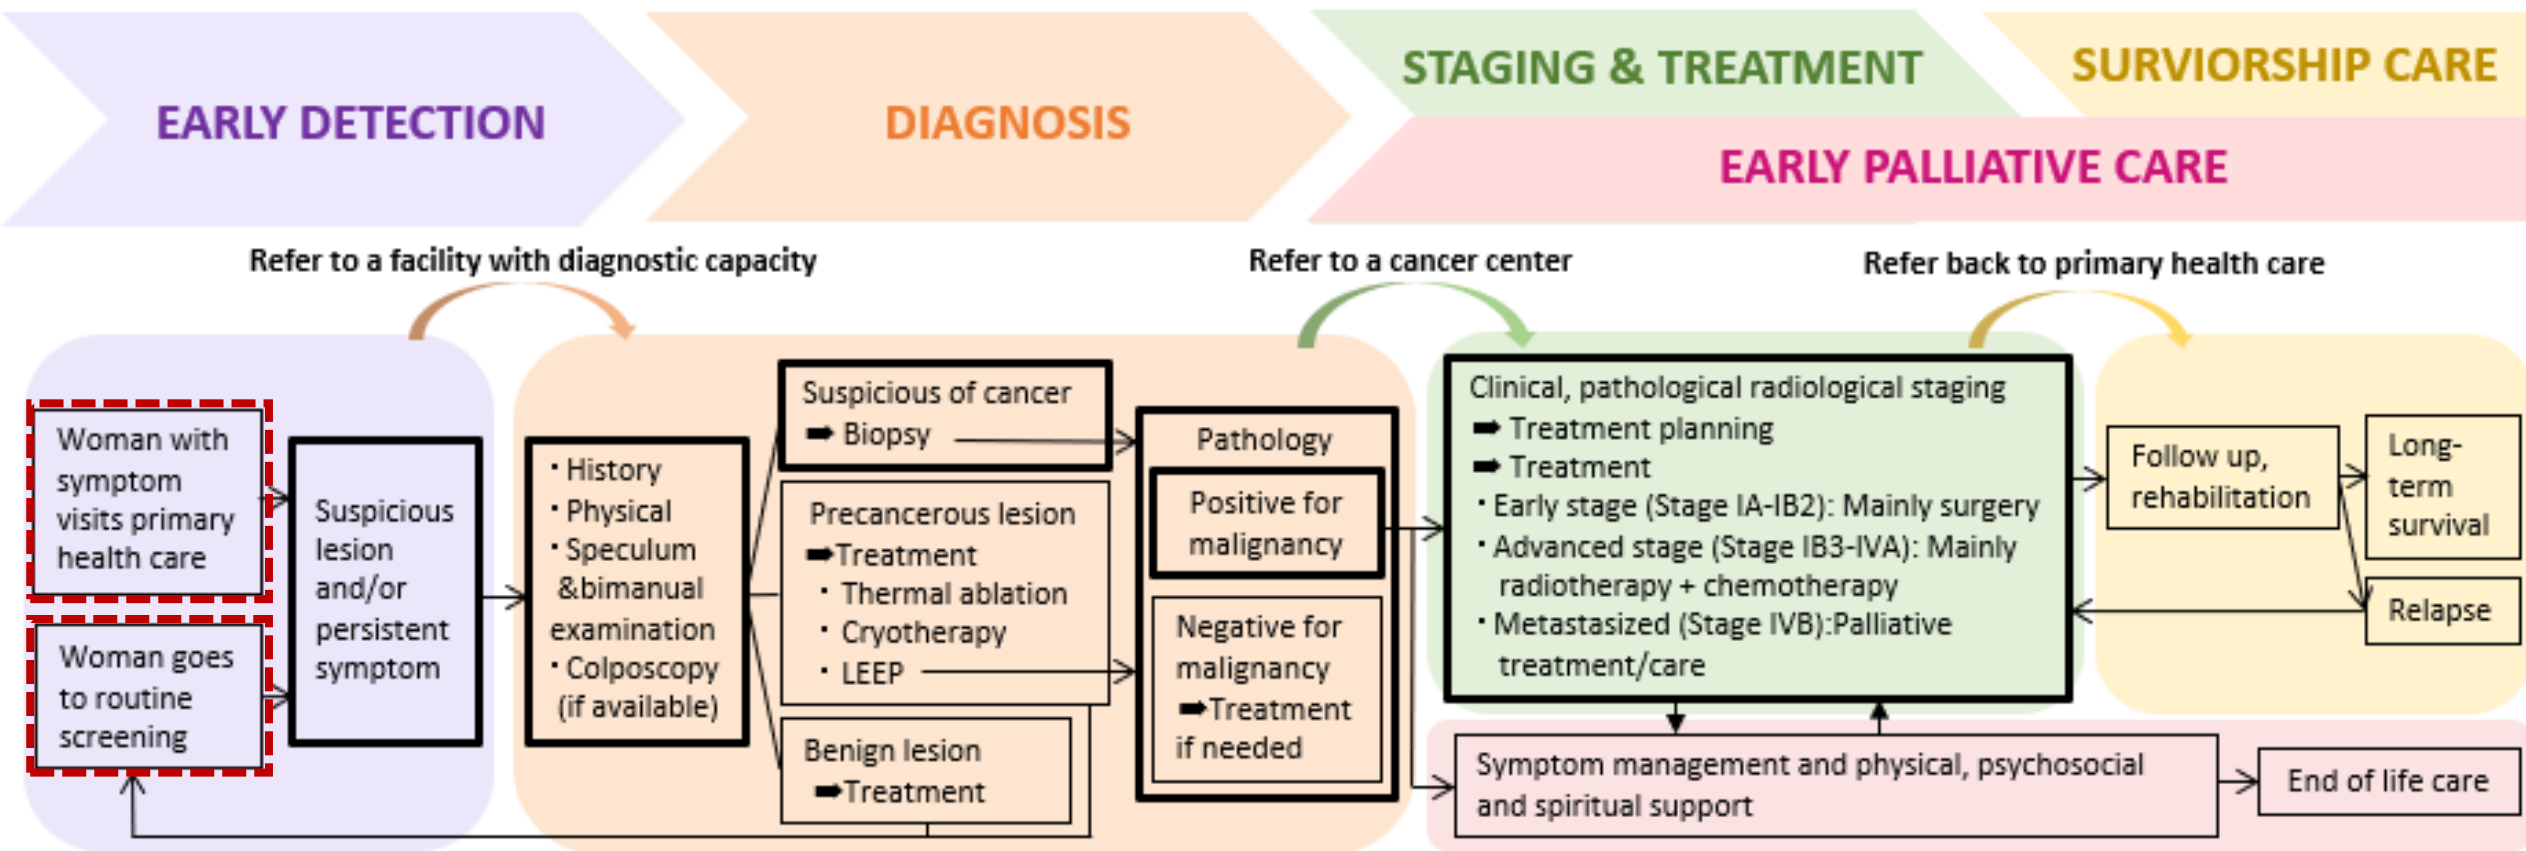 EARLY DETECTION
DIAGNOSIS
STAGING & TREATMENT
SURVIORSHIP CARE
EARLY PALLIATIVE CARE
Refer to a facility with diagnostic capacity
Refer to a cancer center
Refer back to primary health care
Woman with
symptom
visits primary
health care
Woman goes
to routine
screening
Suspicious
lesion
and/or
persistent
symptom
· History
· Physical
· Speculum
&bimanual
examination
· Colposcopy
(if available)
Suspicious of cancer
➡ Biopsy
Precancerous lesion
➡Treatment
· Thermal ablation
· Cryotherapy
· LEEP
Benign lesion
➡Treatment
Pathology
Positive for
malignancy
Negative for
malignancy
➡Treatment
if needed
Clinical, pathological radiological staging
➡ Treatment planning
➡ Treatment
· Early stage (Stage IA-IB2): Mainly surgery
· Advanced stage (Stage IB3-IVA): Mainly
radiotherapy + chemotherapy
· Metastasized (Stage IVB):Palliative
treatment/care
Follow up,
rehabilitation
Long-
term
survival
Relapse
Symptom management and physical, psychosocial
and spiritual support
End of life care